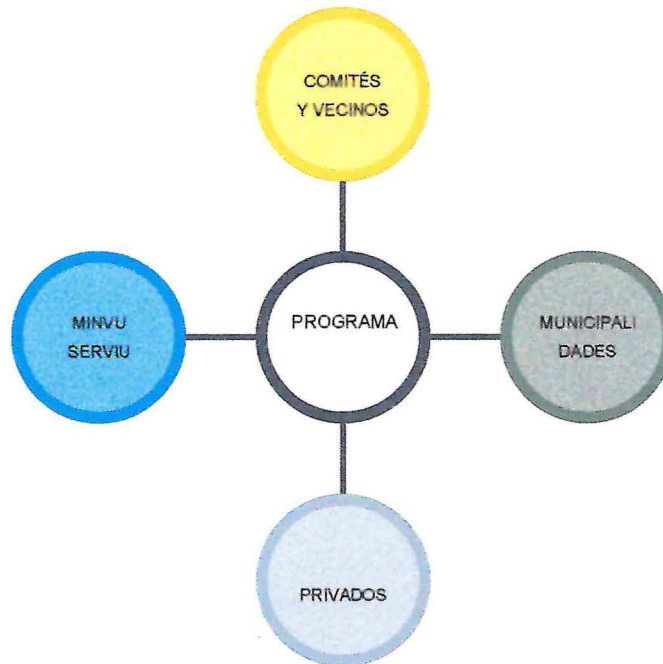 COMITÉS
Y VECINOS
MINVU
SERVIU
PROGRAMA
MUNICIPALI
DADES
PRIVADOS